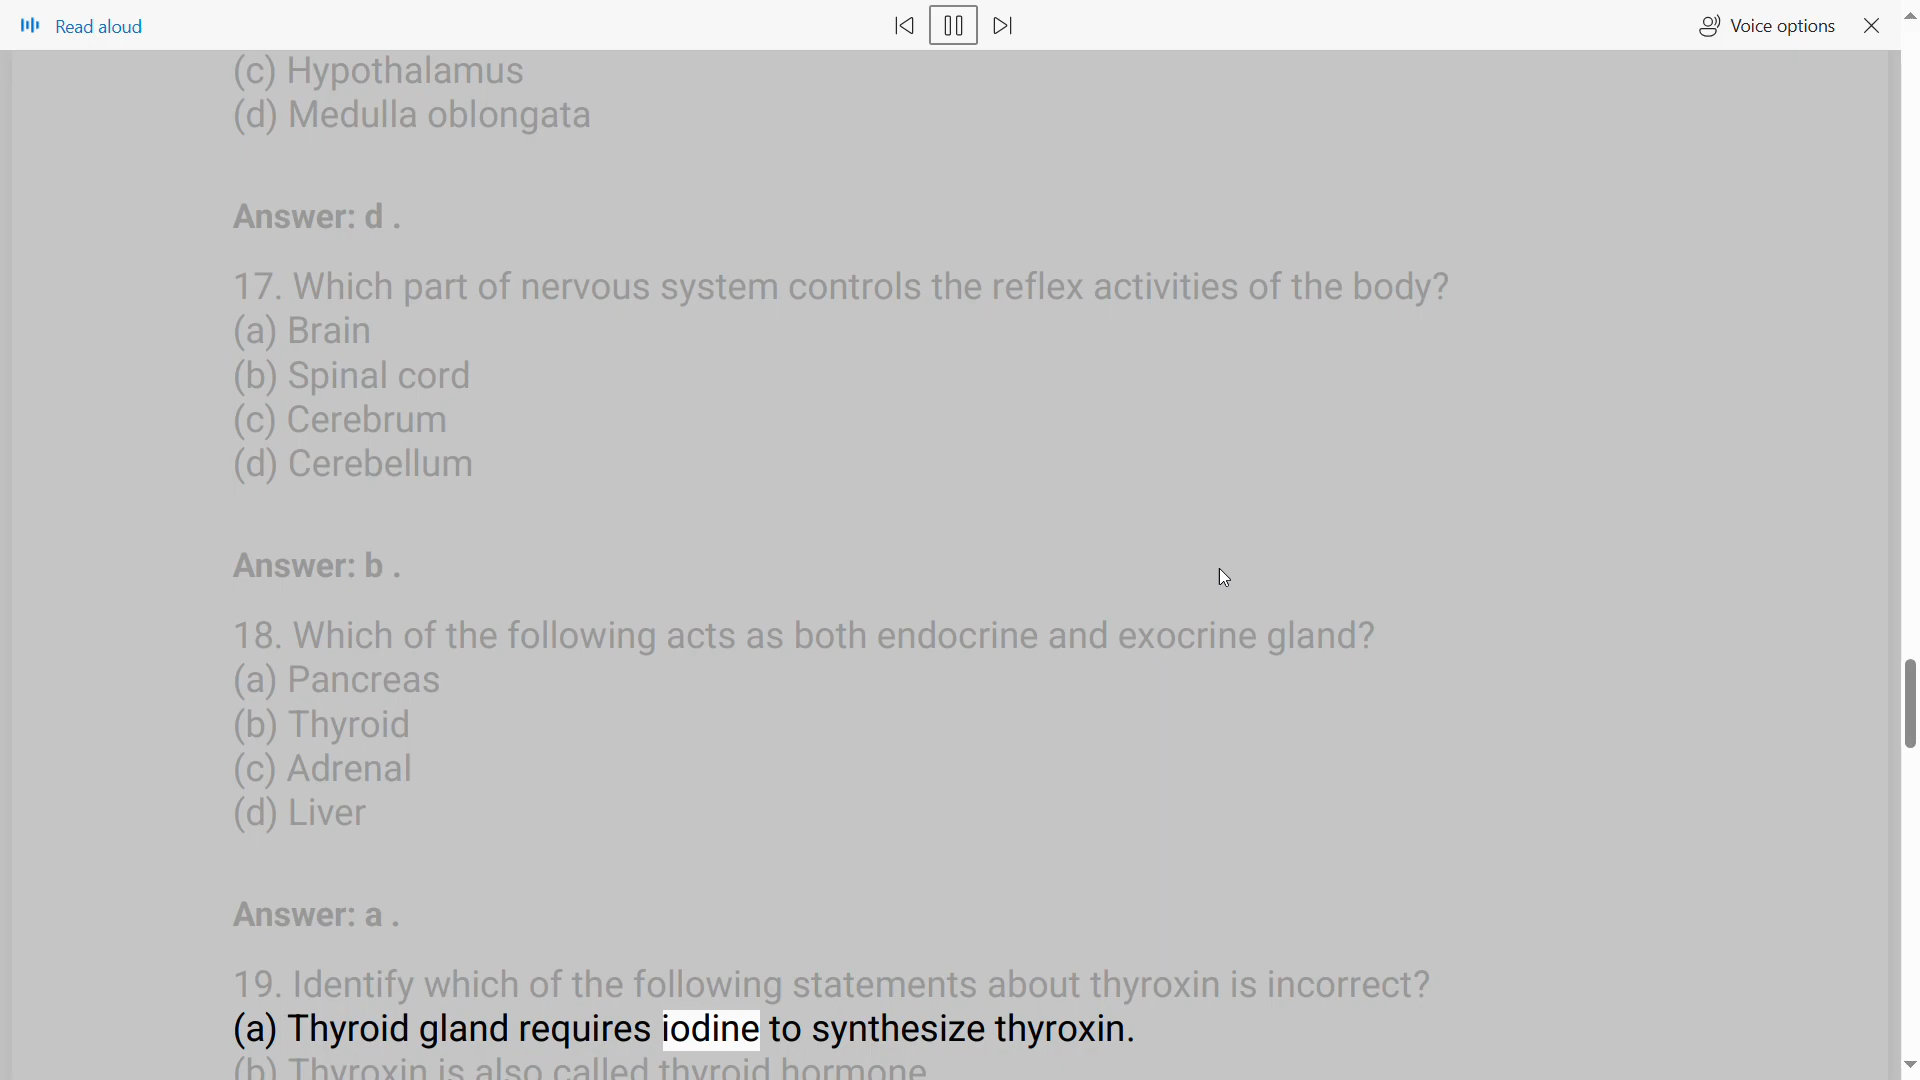 Read aloud
Voice options
(c) Hypothalamus
(d) Medulla oblongata
Answer: d .
17. Which part of nervous system controls the reflex activities of the body?
(a) Brain
(b) Spinal cord
(c) Cerebrum
(d) Cerebellum
Answer: b .
18. Which of the following acts as both endocrine and exocrine gland?
(a) Pancreas
(b) Thyroid
(c) Adrenal
(d) Liver
Answer: a .
19. Identify which of the following statements about thyroxin is incorrect?
(a) Thyroid gland requires iodine to synthesize thyroxin.
(b) Thyroxin is also called thyroid hormone